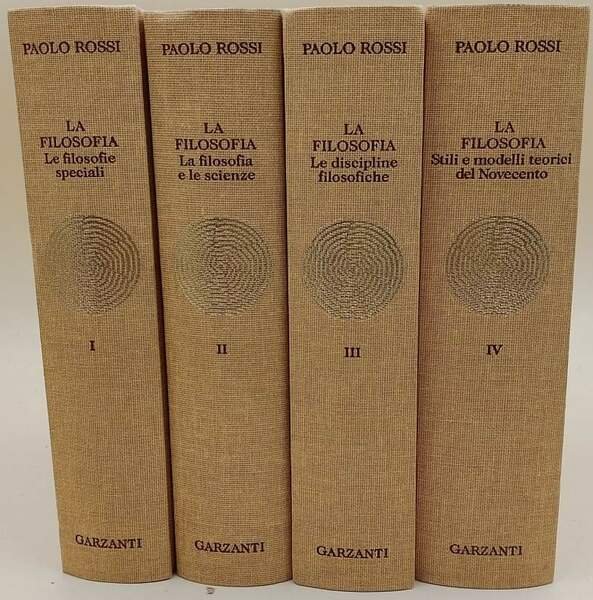 PAOLO ROSSI
LA
FILOSOFIA
Le filosofie
speciali
I
GARZANTI
PAOLO ROSSI
LA
FILOSOFIA
La filosofia
e le scienze
II
GARZANTI
PAOLO ROSSI
LA
FILOSOFIA
Le discipline
filosofiche
III
GARZANTI
PAOLO ROSSI
LA
FILOSOFIA
Stili e modelli teorici
del Novecento
IV
GARZANTI